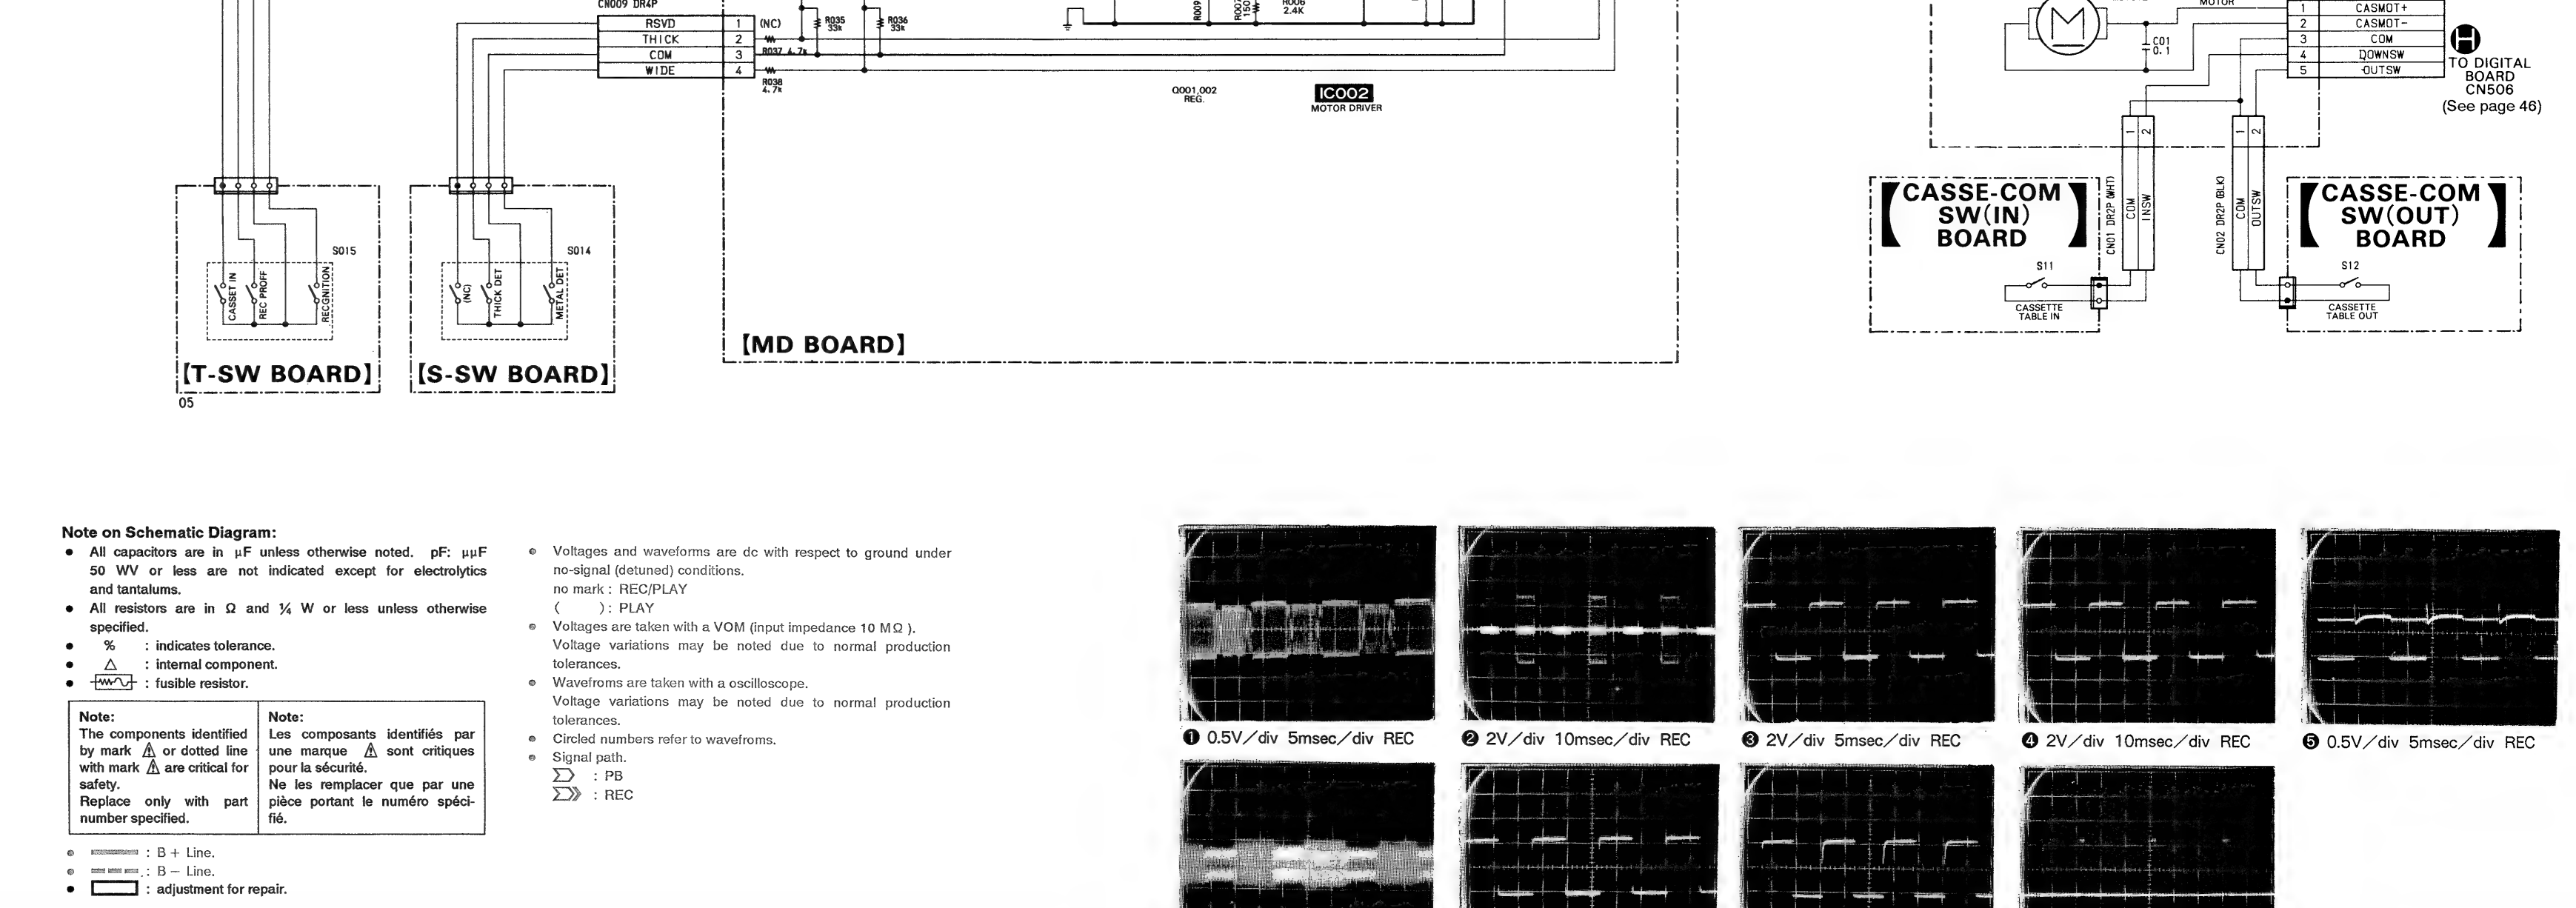 CN009 DR4P
RSVD 1 (NC)
THICK 2
COM 3
WIDE 4
R035
33k
R036
33k
R037 4.7k
R038
4.7k
R009
R007
R006
2.4K
Q001,002
REG.
IC002
MOTOR DRIVER
【MD BOARD】
S015
CASSET IN
REC PROFF
RECGNITION
【T-SW BOARD】
05
S014
(NC)
THICK DET
METAL DET
【S-SW BOARD】
M
MOTOR
C01
0.1
1 CASMOT+
2 CASMOT-
3 COM
4 DOWNSW
5 OUTSW
H
TO DIGITAL
BOARD
CN506
(See page 46)
1 2
COM
INSW
CN01 DR2P (WHT)
1 2
COM
OUTSW
CN02 DR2P (BLK)
【CASSE-COM
SW(IN)
BOARD】
S11
CASSETTE
TABLE IN
【CASSE-COM
SW(OUT)
BOARD】
S12
CASSETTE
TABLE OUT
Note on Schematic Diagram:
● All capacitors are in µF unless otherwise noted. pF: µµF
50 WV or less are not indicated except for electrolytics
and tantalums.
● All resistors are in Ω and ¼ W or less unless otherwise
specified.
● % : indicates tolerance.
● △ : internal component.
● : fusible resistor.
Note:
The components identified
by mark ⚠ or dotted line
with mark ⚠ are critical for
safety.
Replace only with part
number specified.
Note:
Les composants identifiés par
une marque ⚠ sont critiques
pour la sécurité.
Ne les remplacer que par une
pièce portant le numéro spéci-
fié.
● : B + Line.
● : B − Line.
● : adjustment for repair.
● Voltages and waveforms are dc with respect to ground under
no-signal (detuned) conditions.
no mark : REC/PLAY
( ) : PLAY
● Voltages are taken with a VOM (input impedance 10 MΩ ).
Voltage variations may be noted due to normal production
tolerances.
● Wavefroms are taken with a oscilloscope.
Voltage variations may be noted due to normal production
tolerances.
● Circled numbers refer to wavefroms.
● Signal path.
: PB
: REC
❶ 0.5V/div 5msec/div REC
❷ 2V/div 10msec/div REC
❸ 2V/div 5msec/div REC
❹ 2V/div 10msec/div REC
❺ 0.5V/div 5msec/div REC